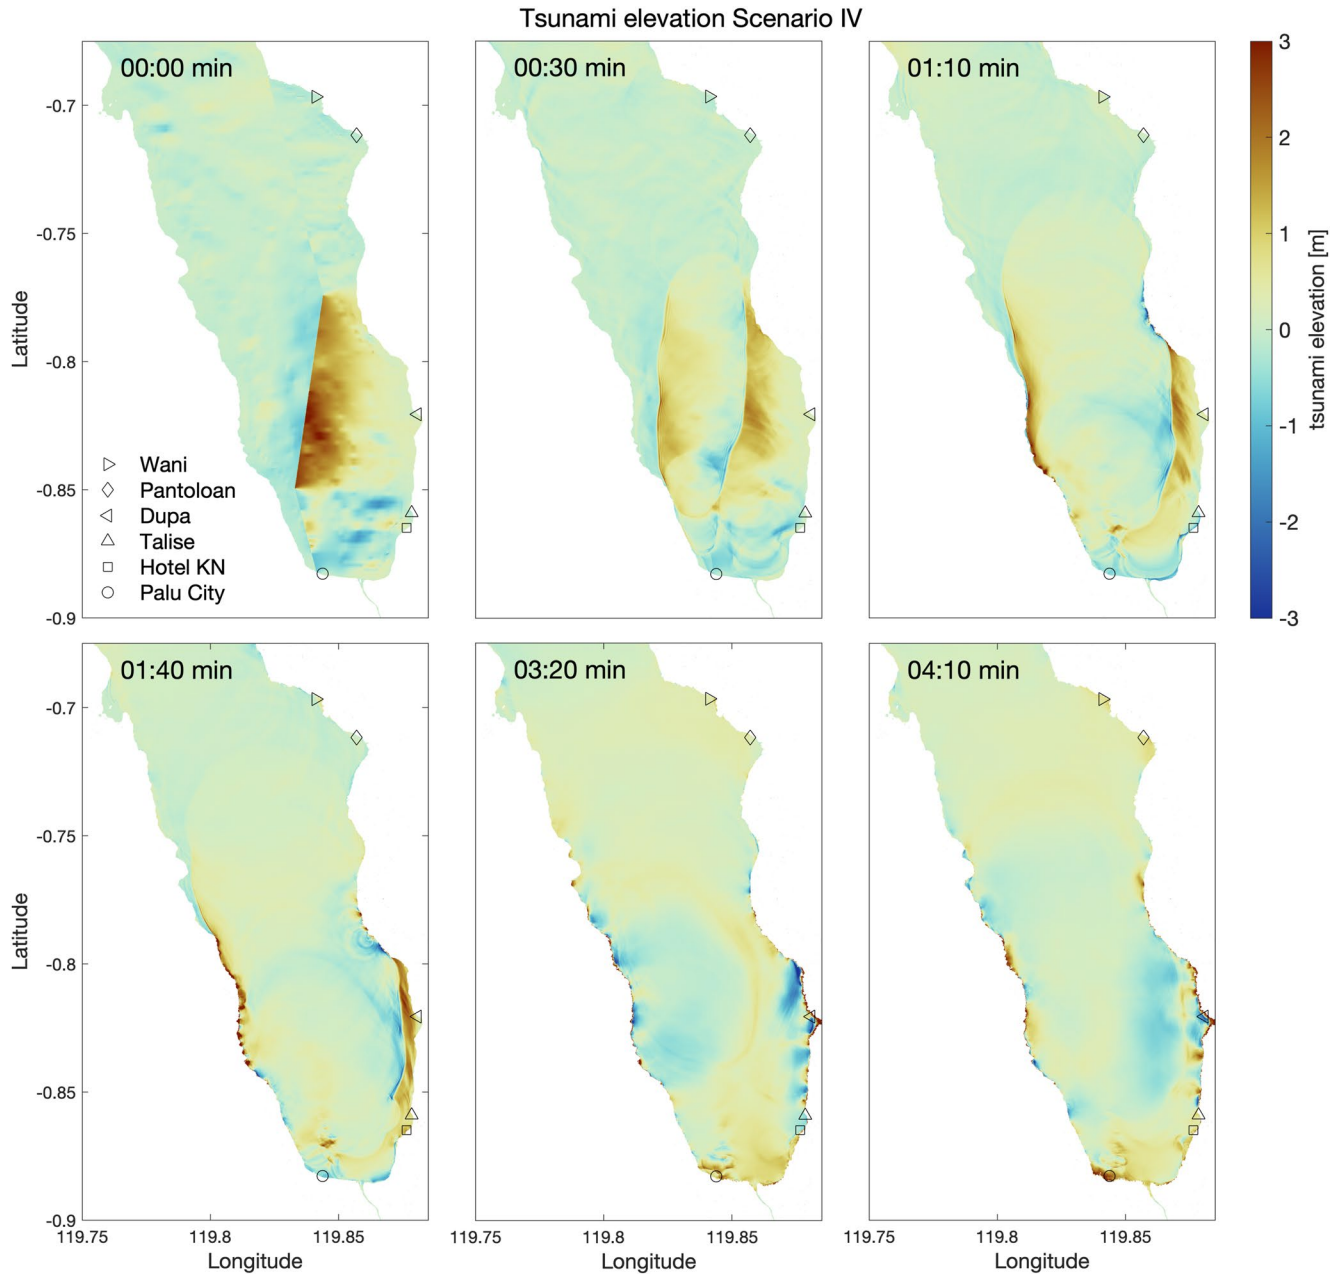 Tsunami elevation Scenario IV
00:00 min
00:30 min
01:10 min
3
2
1
0
-1
-2
-3
tsunami elevation [m]
-0.7
-0.75
-0.8
-0.85
-0.9
Latitude
Wani
Pantoloan
Dupa
Talise
Hotel KN
Palu City
01:40 min
03:20 min
04:10 min
-0.7
-0.75
-0.8
-0.85
-0.9
Latitude
119.75 119.8 119.85
119.75 119.8 119.85
119.75 119.8 119.85
Longitude
Longitude
Longitude